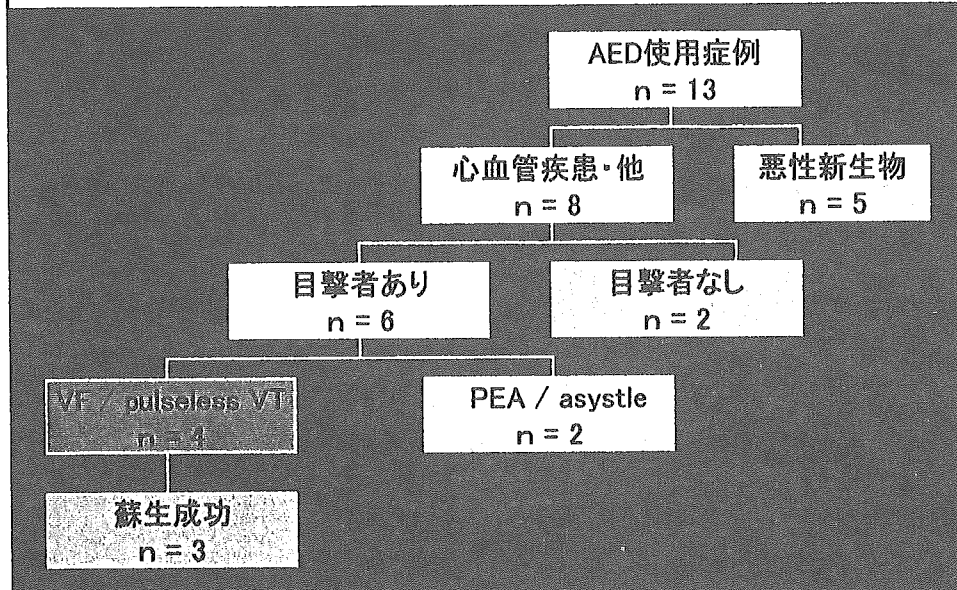 AED使用症例
n = 13
心血管疾患・他
n = 8
悪性新生物
n = 5
目撃者あり
n = 6
目撃者なし
n = 2
VF / pulseless VT
n = 4
PEA / asystle
n = 2
蘇生成功
n = 3